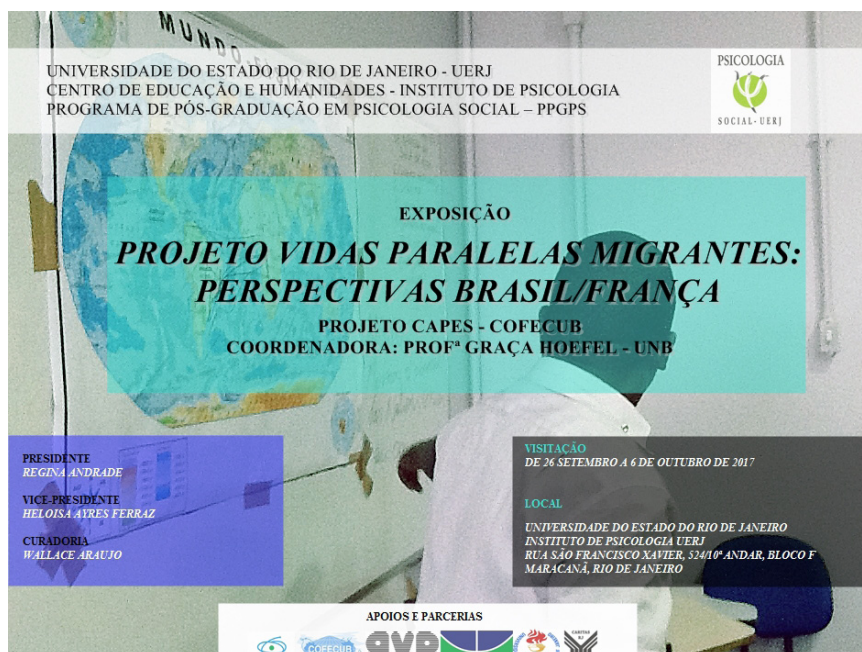 MUNDO
UNIVERSIDADE DO ESTADO DO RIO DE JANEIRO - UERJ
CENTRO DE EDUCAÇÃO E HUMANIDADES - INSTITUTO DE PSICOLOGIA
PROGRAMA DE PÓS-GRADUAÇÃO EM PSICOLOGIA SOCIAL – PPGPS
PSICOLOGIA
SOCIAL-UERJ
EXPOSIÇÃO
PROJETO VIDAS PARALELAS MIGRANTES:
PERSPECTIVAS BRASIL/FRANÇA
PROJETO CAPES - COFECUB
COORDENADORA: PROFª GRAÇA HOEFEL - UNB
PRESIDENTE
REGINA ANDRADE
VICE-PRESIDENTE
HELOISA AYRES FERRAZ
CURADORIA
WALLACE ARAUJO
VISITAÇÃO
DE 26 SETEMBRO A 6 DE OUTUBRO DE 2017
LOCAL
UNIVERSIDADE DO ESTADO DO RIO DE JANEIRO
INSTITUTO DE PSICOLOGIA UERJ
RUA SÃO FRANCISCO XAVIER, 524/10º ANDAR, BLOCO F
MARACANÃ, RIO DE JANEIRO
APOIOS E PARCERIAS
COFECUB
CARITAS
RJ